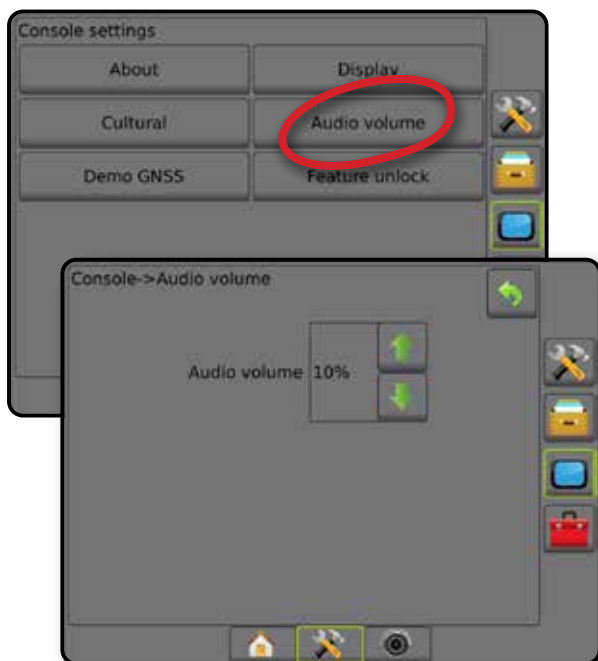 Console settings
About Display
Cultural Audio volume
Demo GNSS Feature unlock
Console->Audio volume
Audio volume 10%